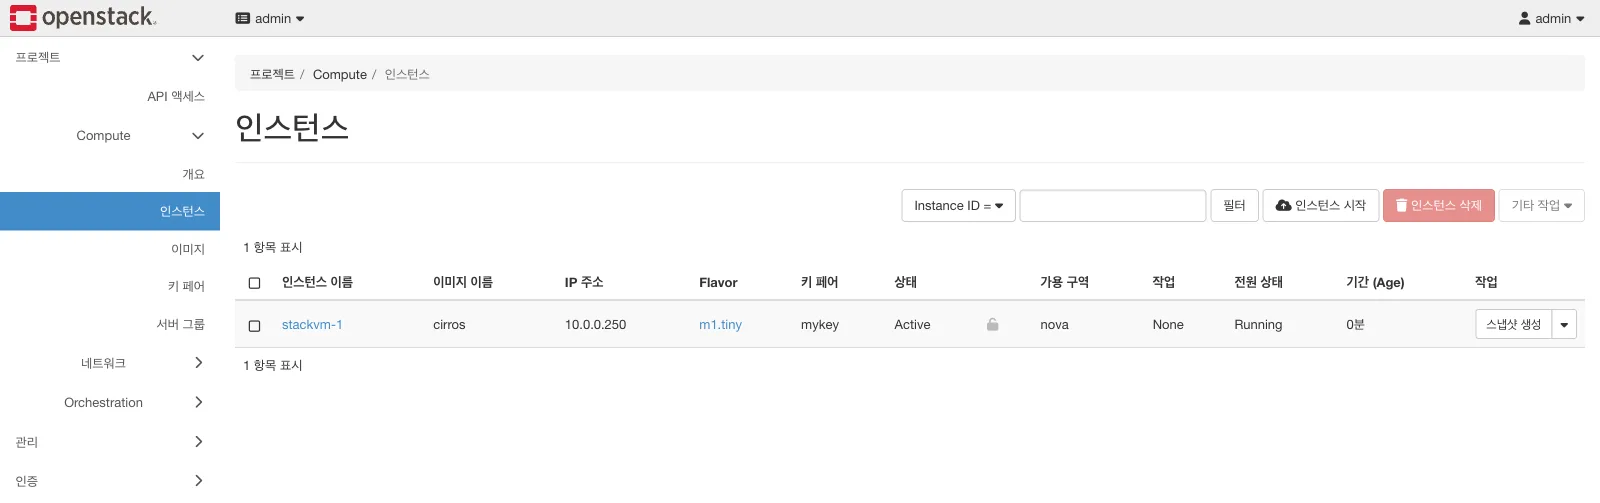 openstack.
admin
admin
프로젝트
API 액세스
Compute
개요
인스턴스
이미지
키 페어
서버 그룹
네트워크
Orchestration
관리
인증
프로젝트 / Compute / 인스턴스
인스턴스
Instance ID = 필터 인스턴스 시작 인스턴스 삭제 기타 작업
1 항목 표시
인스턴스 이름 이미지 이름 IP 주소 Flavor 키 페어 상태 가용 구역 작업 전원 상태 기간 (Age) 작업
stackvm-1 cirros 10.0.0.250 m1.tiny mykey Active nova None Running 0분 스냅샷 생성
1 항목 표시